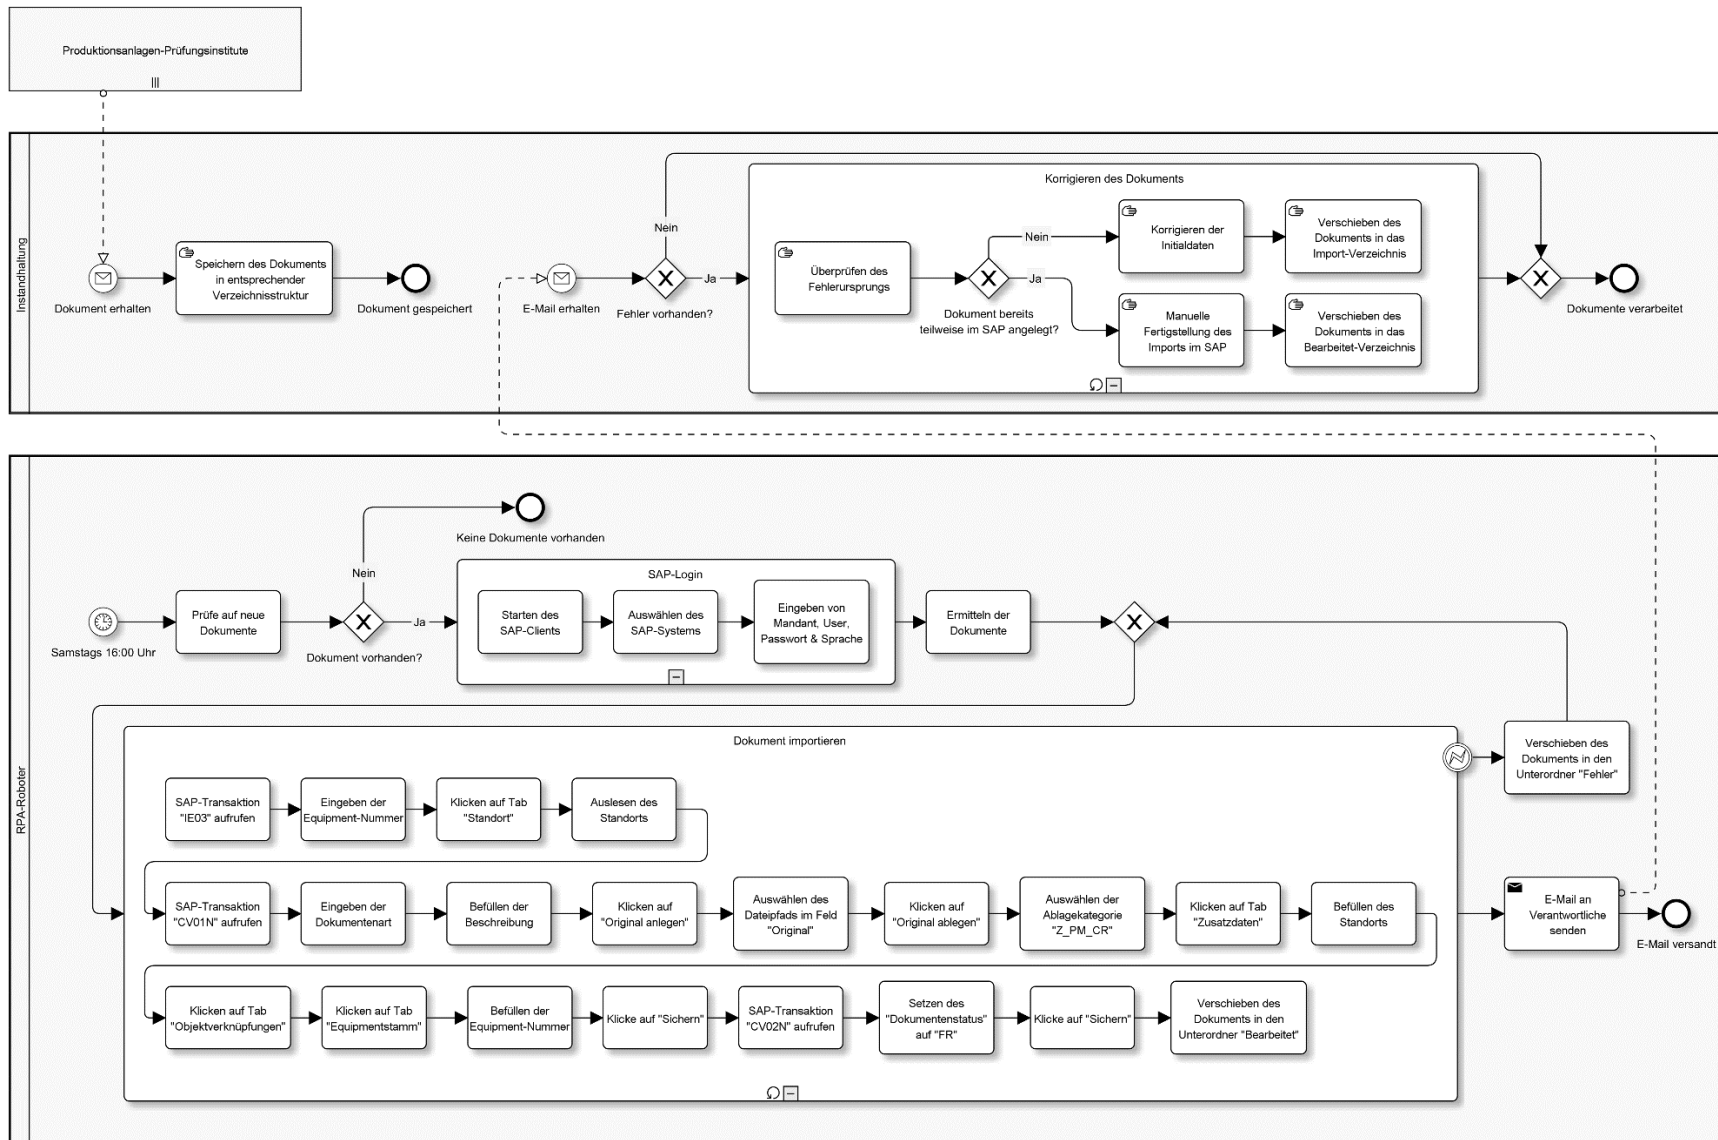 Produktionsanlagen-Prüfungsinstitute
Instandhaltung
Dokument erhalten
Speichern des Dokuments
in entsprechender
Verzeichnisstruktur
Dokument gespeichert
E-Mail erhalten
Fehler vorhanden?
Nein
Ja
Korrigieren des Dokuments
Überprüfen des
Fehlerursprungs
Dokument bereits
teilweise im SAP angelegt?
Nein
Ja
Korrigieren der
Initialdaten
Verschieben des
Dokuments in das
Import-Verzeichnis
Manuelle
Fertigstellung des
Imports im SAP
Verschieben des
Dokuments in das
Bearbeitet-Verzeichnis
Dokumente verarbeitet
RPA-Roboter
Samstags 16:00 Uhr
Prüfe auf neue
Dokumente
Dokument vorhanden?
Nein
Keine Dokumente vorhanden
Ja
SAP-Login
Starten des
SAP-Clients
Auswählen des
SAP-Systems
Eingeben von
Mandant, User,
Passwort & Sprache
Ermitteln der
Dokumente
Dokument importieren
SAP-Transaktion
"IE03" aufrufen
Eingeben der
Equipment-Nummer
Klicken auf Tab
"Standort"
Auslesen des
Standorts
SAP-Transaktion
"CV01N" aufrufen
Eingeben der
Dokumentenart
Befüllen der
Beschreibung
Klicken auf
"Original anlegen"
Auswählen des
Dateipfads im Feld
"Original"
Klicken auf
"Original ablegen"
Auswählen der
Ablagekategorie
"Z_PM_CR"
Klicken auf Tab
"Zusatzdaten"
Befüllen des
Standorts
Klicken auf Tab
"Objektverknüpfungen"
Klicken auf Tab
"Equipmentstamm"
Befüllen der
Equipment-Nummer
Klicke auf "Sichern"
SAP-Transaktion
"CV02N" aufrufen
Setzen des
"Dokumentenstatus"
auf "FR"
Klicke auf "Sichern"
Verschieben des
Dokuments in den
Unterordner "Bearbeitet"
Verschieben des
Dokuments in den
Unterordner "Fehler"
E-Mail an
Verantwortliche
senden
E-Mail versandt